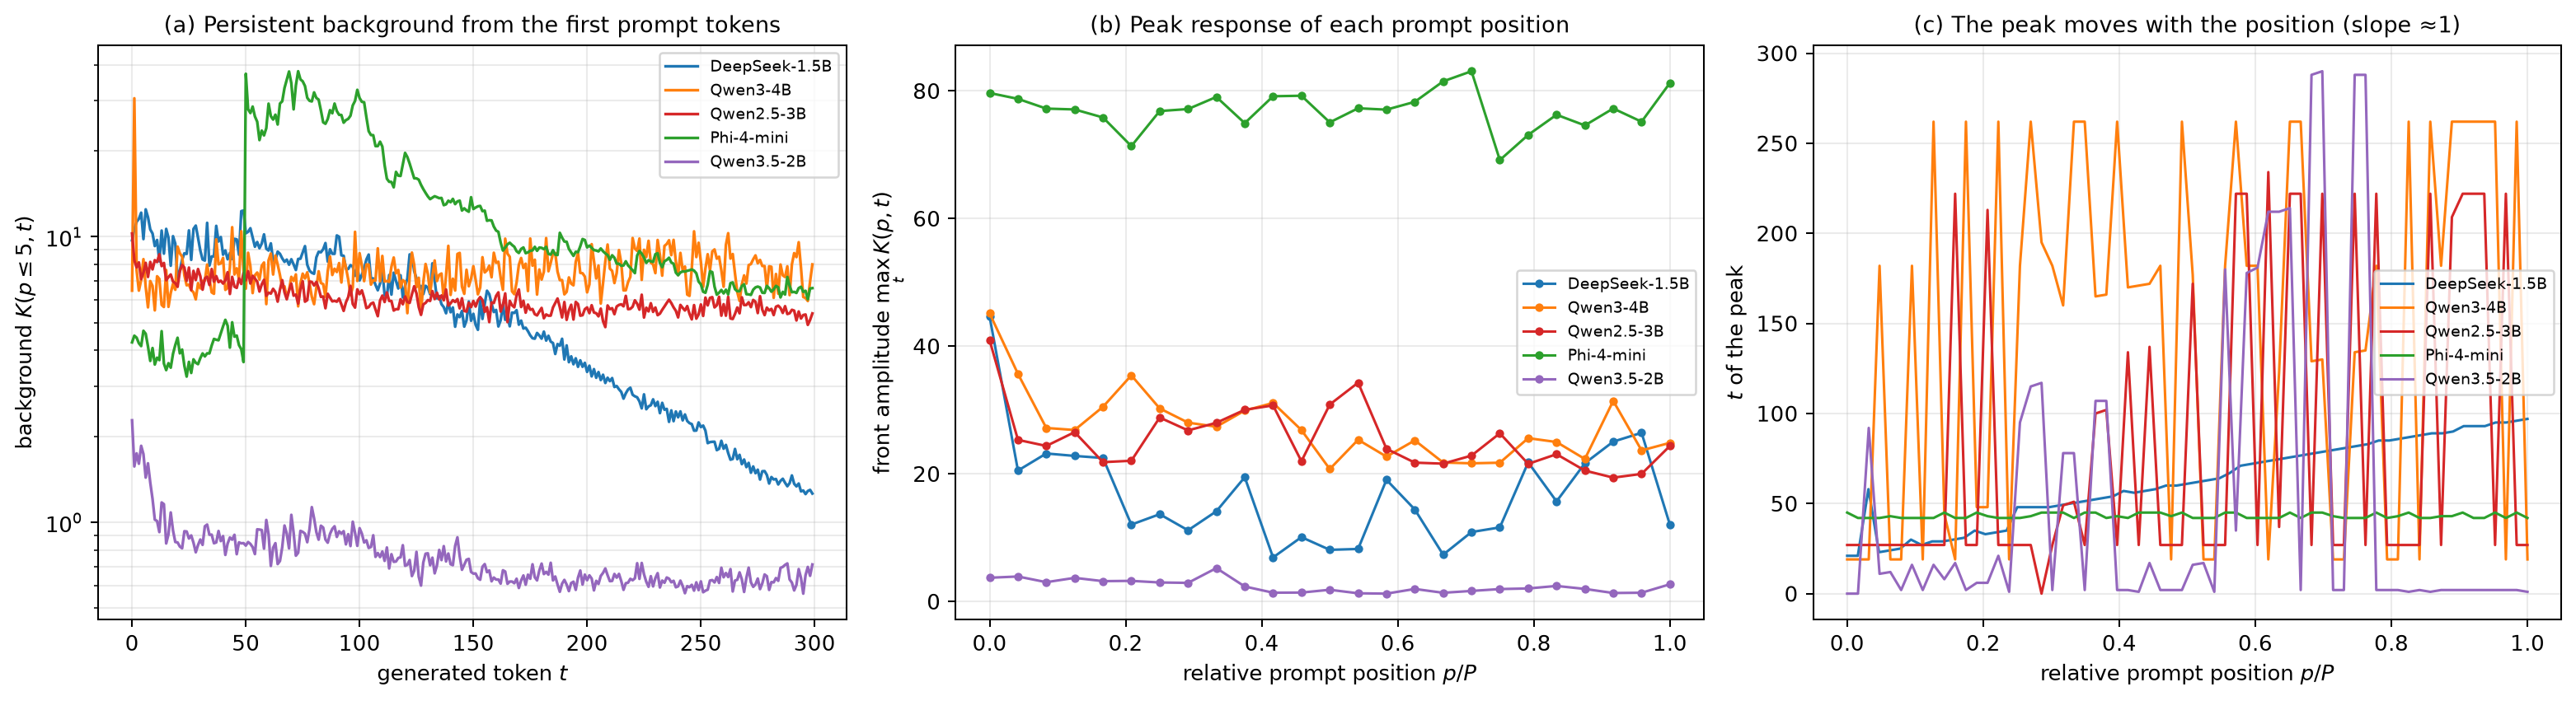 (a) Persistent background from the first prompt tokens
background K(p ≤ 5, t)
10¹
10⁰
0 50 100 150 200 250 300
generated token t
DeepSeek-1.5B
Qwen3-4B
Qwen2.5-3B
Phi-4-mini
Qwen3.5-2B
(b) Peak response of each prompt position
front amplitude max K(p, t)
t
80
60
40
20
0
0.0 0.2 0.4 0.6 0.8 1.0
relative prompt position p/P
DeepSeek-1.5B
Qwen3-4B
Qwen2.5-3B
Phi-4-mini
Qwen3.5-2B
(c) The peak moves with the position (slope ≈1)
t of the peak
300
250
200
150
100
50
0
0.0 0.2 0.4 0.6 0.8 1.0
relative prompt position p/P
DeepSeek-1.5B
Qwen3-4B
Qwen2.5-3B
Phi-4-mini
Qwen3.5-2B